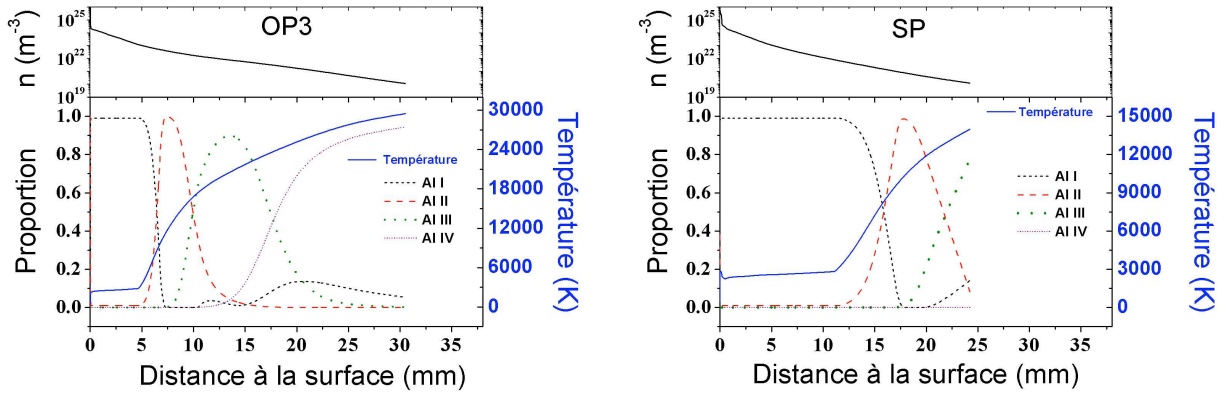 OP3
n (m-3)
10^25
10^22
10^19
Proportion
1.0
0.8
0.6
0.4
0.2
0.0
30000
24000
18000
12000
6000
0
Température (K)
Température
Al I
Al II
Al III
Al IV
0 5 10 15 20 25 30 35
Distance à la surface (mm)
SP
n (m-3)
10^25
10^22
10^19
Proportion
1.0
0.8
0.6
0.4
0.2
0.0
15000
12000
9000
6000
3000
0
Température (K)
Température
Al I
Al II
Al III
Al IV
0 5 10 15 20 25 30 35
Distance à la surface (mm)